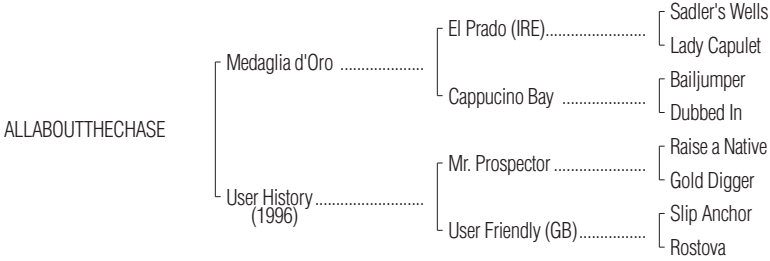 Sadler's Wells
El Prado (IRE)........................
Lady Capulet
Medaglia d'Oro ....................
Bailjumper
Cappucino Bay ....................
Dubbed In
ALLABOUTTHECHASE
Raise a Native
Mr. Prospector ......................
Gold Digger
User History..........................
(1996)
Slip Anchor
User Friendly (GB)................
Rostova